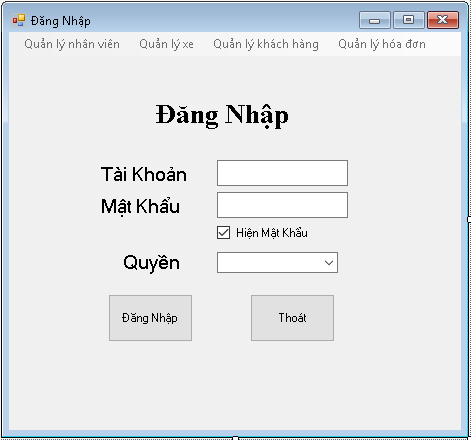 Đăng Nhập
Quản lý nhân viên Quản lý xe Quản lý khách hàng Quản lý hóa đơn
Đăng Nhập
Tài Khoản
Mật Khẩu
Hiện Mật Khẩu
Quyền
Đăng Nhập Thoát